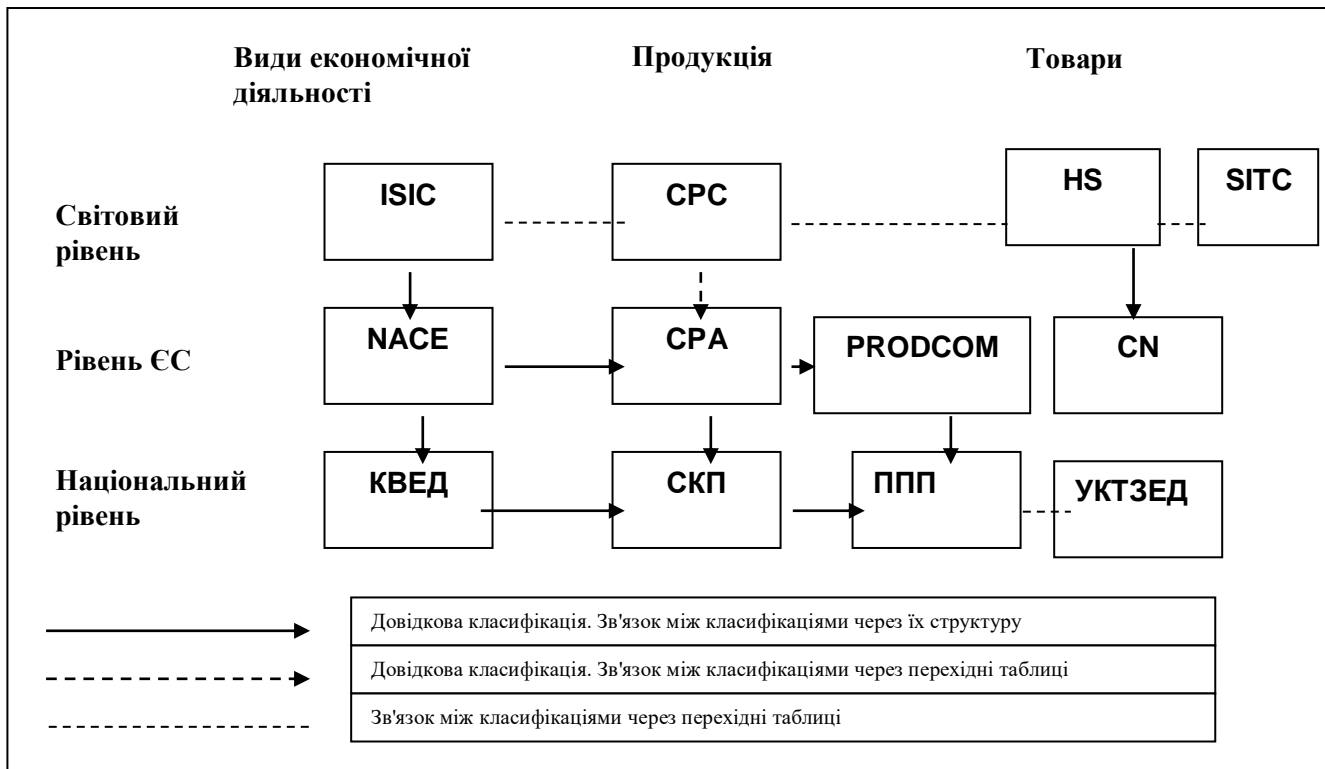 Види економічної
діяльності
Продукція
Товари
Світовий
рівень
ISIC
CPC
HS
SITC
Рівень ЄС
NACE
CPA
PRODCOM
CN
Національний
рівень
КВЕД
СКП
ППП
УКТЗЕД
Довідкова класифікація. Зв'язок між класифікаціями через їх структуру
Довідкова класифікація. Зв'язок між класифікаціями через перехідні таблиці
Зв'язок між класифікаціями через перехідні таблиці